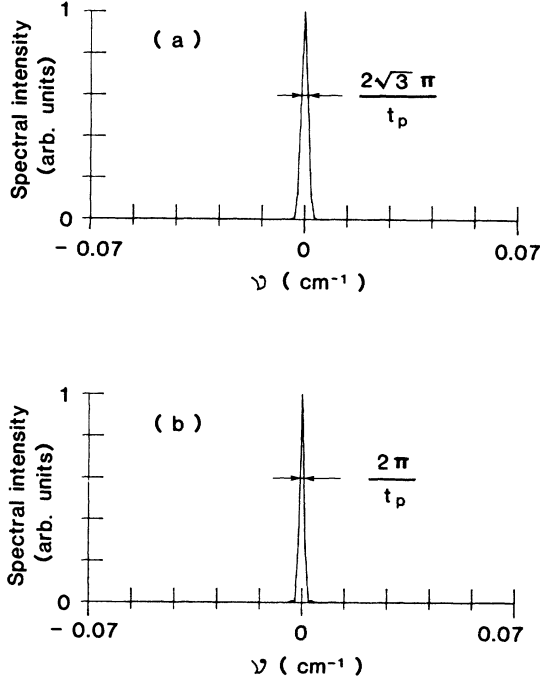 1
( a )
Spectral intensity
(arb. units)
2√3 π
t_p
0
- 0.07
0
0.07
ν ( cm⁻¹ )
1
( b )
Spectral intensity
(arb. units)
2 π
t_p
0
- 0.07
0
0.07
ν ( cm⁻¹ )